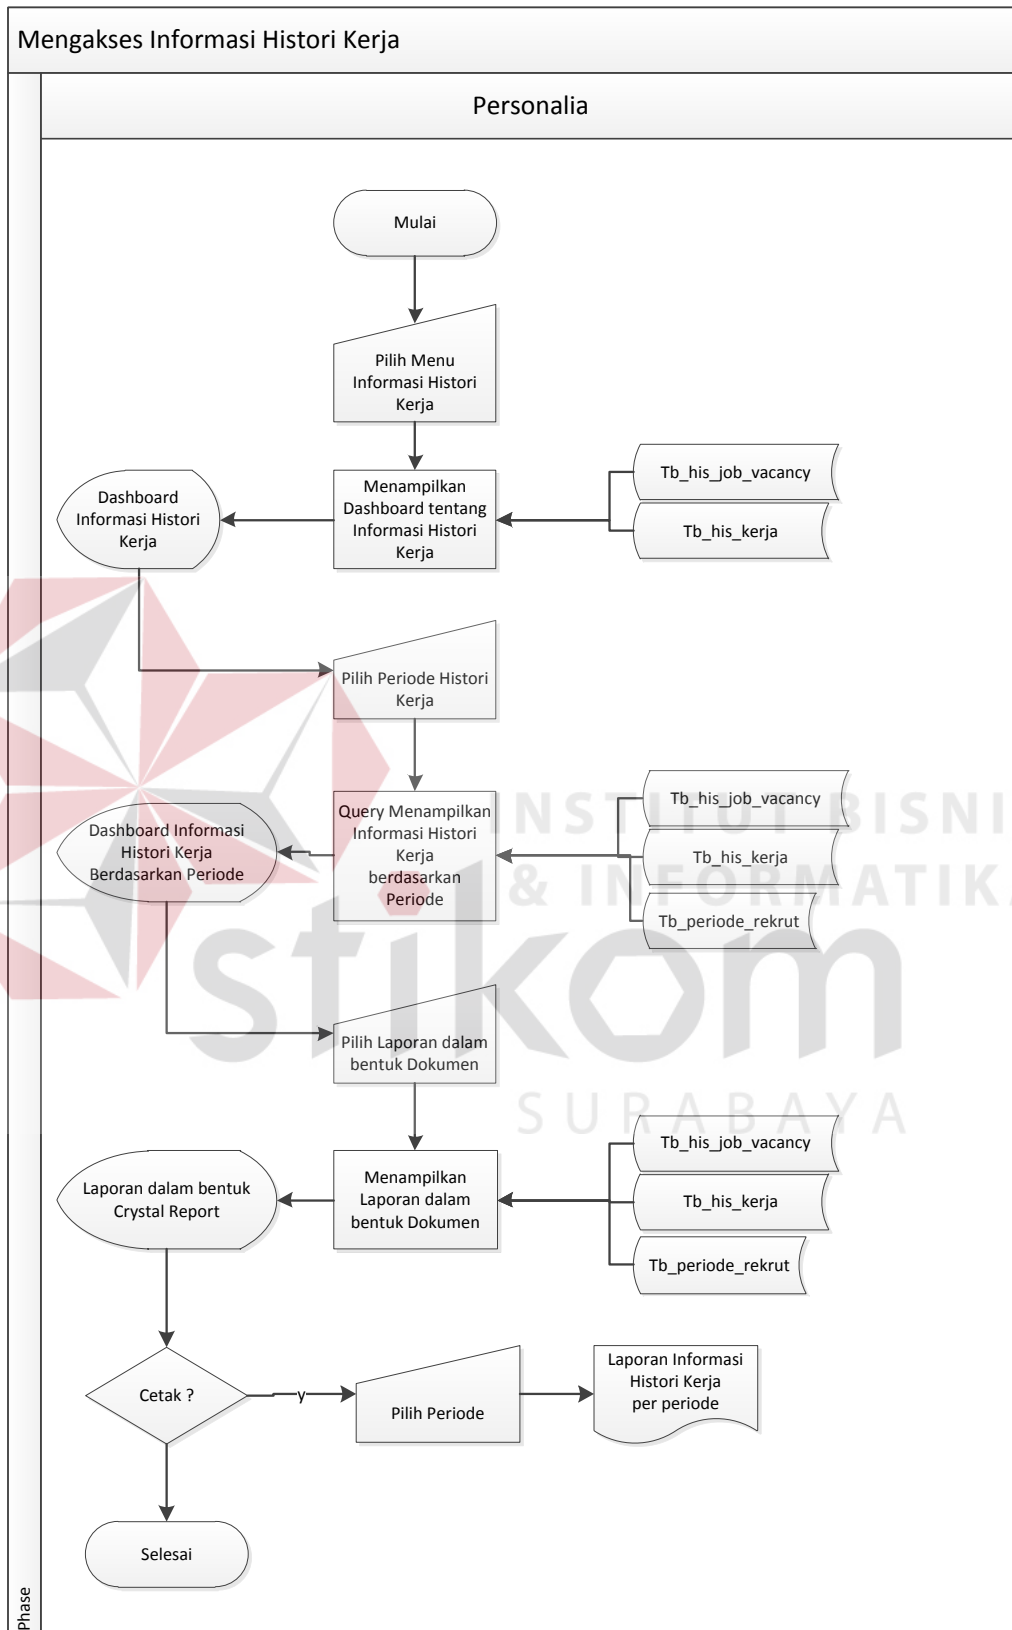 Mengakses Informasi Histori Kerja
Personalia
Mulai
Pilih Menu
Informasi Histori
Kerja
Menampilkan
Dashboard tentang
Informasi Histori
Kerja
Tb_his_job_vacancy
Tb_his_kerja
Dashboard
Informasi Histori
Kerja
Pilih Periode Histori
Kerja
Query Menampilkan
Informasi Histori
Kerja
berdasarkan
Periode
Tb_his_job_vacancy
Tb_his_kerja
Tb_periode_rekrut
Dashboard Informasi
Histori Kerja
Berdasarkan Periode
INSTITUT BISNI
& INFORMATIKA
stikom
SURABAYA
Pilih Laporan dalam
bentuk Dokumen
Menampilkan
Laporan dalam
bentuk Dokumen
Tb_his_job_vacancy
Tb_his_kerja
Tb_periode_rekrut
Laporan dalam bentuk
Crystal Report
Cetak ?
y
Pilih Periode
Laporan Informasi
Histori Kerja
per periode
Selesai
Phase